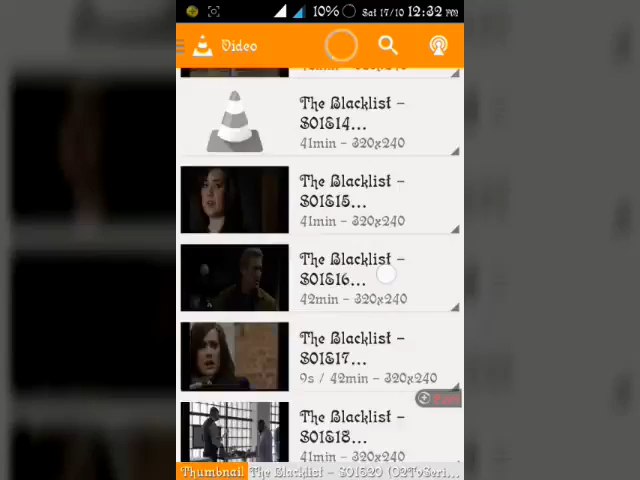 10% Sat 17/10 12:32 PM
Video
The Blacklist -
S01E14...
41min - 320x240
The Blacklist -
S01E15...
41min - 320x240
The Blacklist -
S01E16...
42min - 320x240
The Blacklist -
S01E17...
9s / 42min - 320x240
The Blacklist -
S01E18...
41min - 320x240
Thumbnail The Blacklist - S01E20 (O2TvSeri...